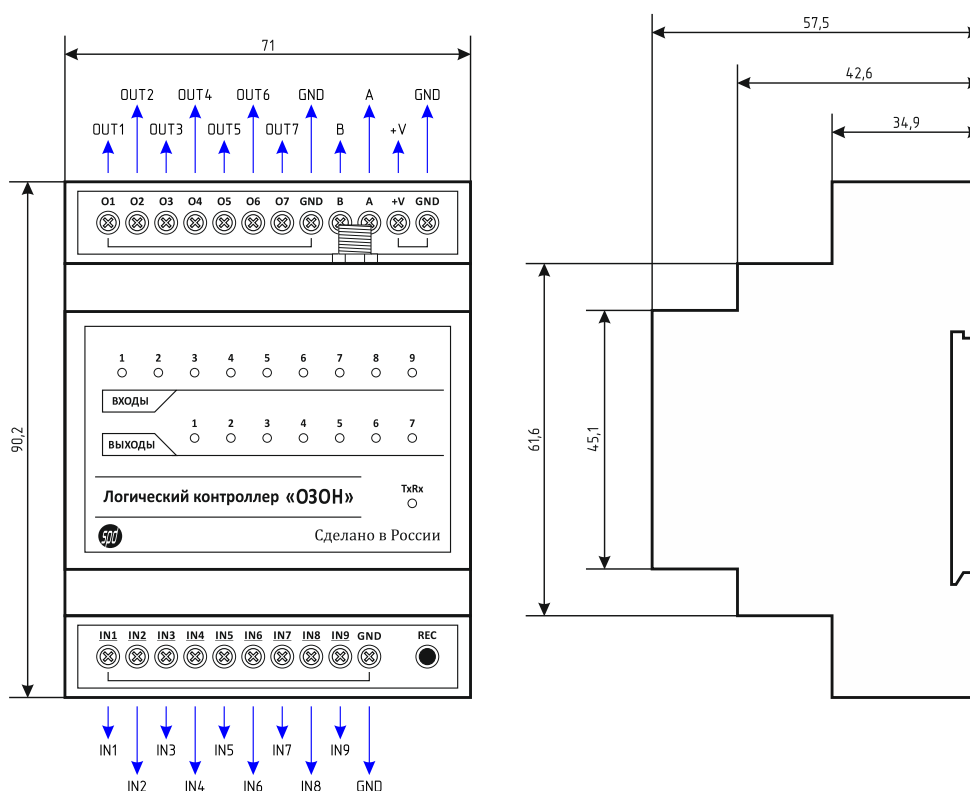 71
57,5
42,6
34,9
OUT2 OUT4 OUT6 GND A GND
OUT1 OUT3 OUT5 OUT7 B +V
O1 O2 O3 O4 O5 O6 O7 GND B A +V GND
1 2 3 4 5 6 7 8 9
ВХОДЫ
1 2 3 4 5 6 7
ВЫХОДЫ
90,2
61,6
45,1
Логический контроллер «ОЗОН»
TxRx
spd
Сделано в России
IN1 IN2 IN3 IN4 IN5 IN6 IN7 IN8 IN9 GND REC
IN1 IN3 IN5 IN7 IN9
IN2 IN4 IN6 IN8 GND